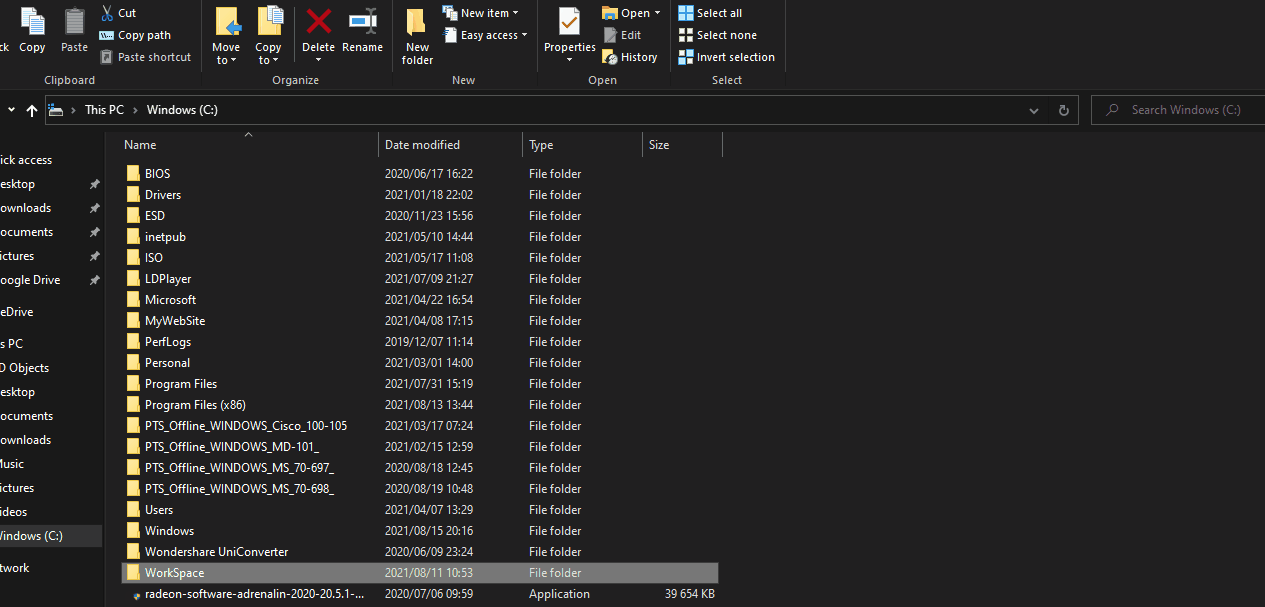 ck Copy Paste
Cut
Copy path
Paste shortcut
Clipboard
Move to
Copy to
Delete
Rename
Organize
New folder
New item
Easy access
New
Properties
Open
Edit
History
Open
Select all
Select none
Invert selection
Select
This PC > Windows (C:)
Search Windows (C:)
ick access
esktop
ownloads
ocuments
ictures
oogle Drive
eDrive
s PC
D Objects
esktop
ocuments
ownloads
Music
ictures
ideos
Windows (C:)
twork
Name Date modified Type Size
BIOS 2020/06/17 16:22 File folder
Drivers 2021/01/18 22:02 File folder
ESD 2020/11/23 15:56 File folder
inetpub 2021/05/10 14:44 File folder
ISO 2021/05/17 11:08 File folder
LDPlayer 2021/07/09 21:27 File folder
Microsoft 2021/04/22 16:54 File folder
MyWebSite 2021/04/08 17:15 File folder
PerfLogs 2019/12/07 11:14 File folder
Personal 2021/03/01 14:00 File folder
Program Files 2021/07/31 15:19 File folder
Program Files (x86) 2021/08/13 13:44 File folder
PTS_Offline_WINDOWS_Cisco_100-105 2021/03/17 07:24 File folder
PTS_Offline_WINDOWS_MD-101_ 2021/02/15 12:59 File folder
PTS_Offline_WINDOWS_MS_70-697_ 2020/08/18 12:45 File folder
PTS_Offline_WINDOWS_MS_70-698_ 2020/08/19 10:48 File folder
Users 2021/04/07 13:29 File folder
Windows 2021/08/15 20:16 File folder
Wondershare UniConverter 2020/06/09 23:24 File folder
WorkSpace 2021/08/11 10:53 File folder
radeon-software-adrenalin-2020-20.5.1-... 2020/07/06 09:59 Application 39 654 KB